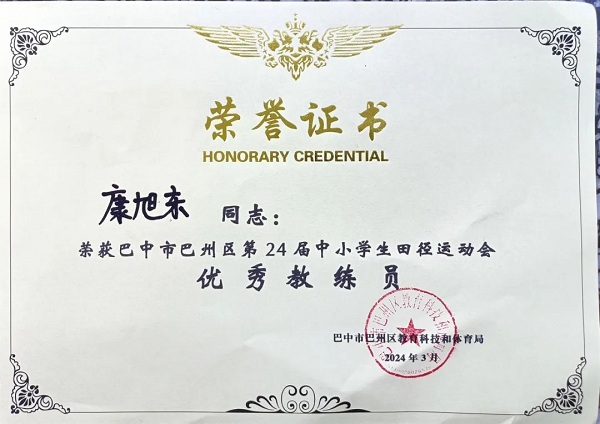 荣誉证书
HONORARY CREDENTIAL
康旭东 同志：
荣获巴中市巴州区第24届中小学生田径运动会
优秀教练员
巴中市巴州区教育科技和体育局
2024年3月